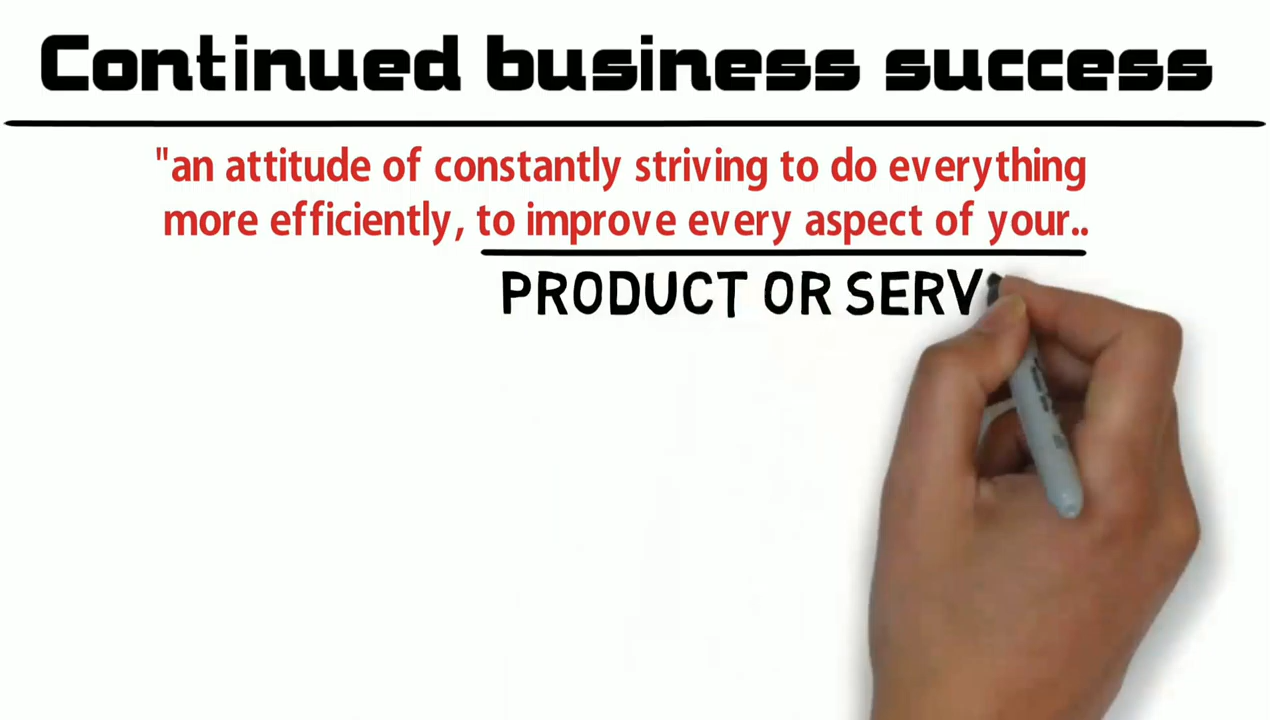 Continued business success
"an attitude of constantly striving to do everything
more efficiently, to improve every aspect of your..
PRODUCT OR SERV